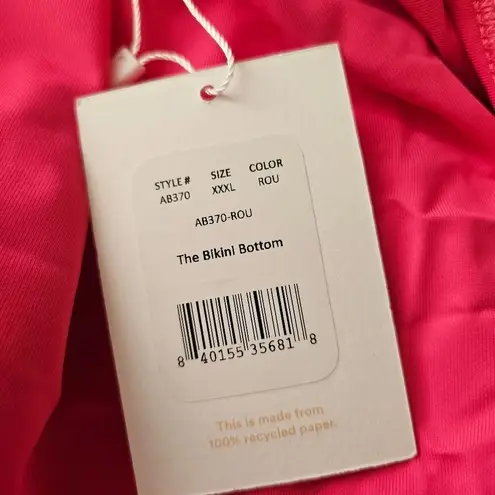 STYLE # SIZE COLOR
AB370 XXXL ROU
AB370-ROU
The Bikini Bottom
8 40155 35681 8
This is made from
100% recycled paper.